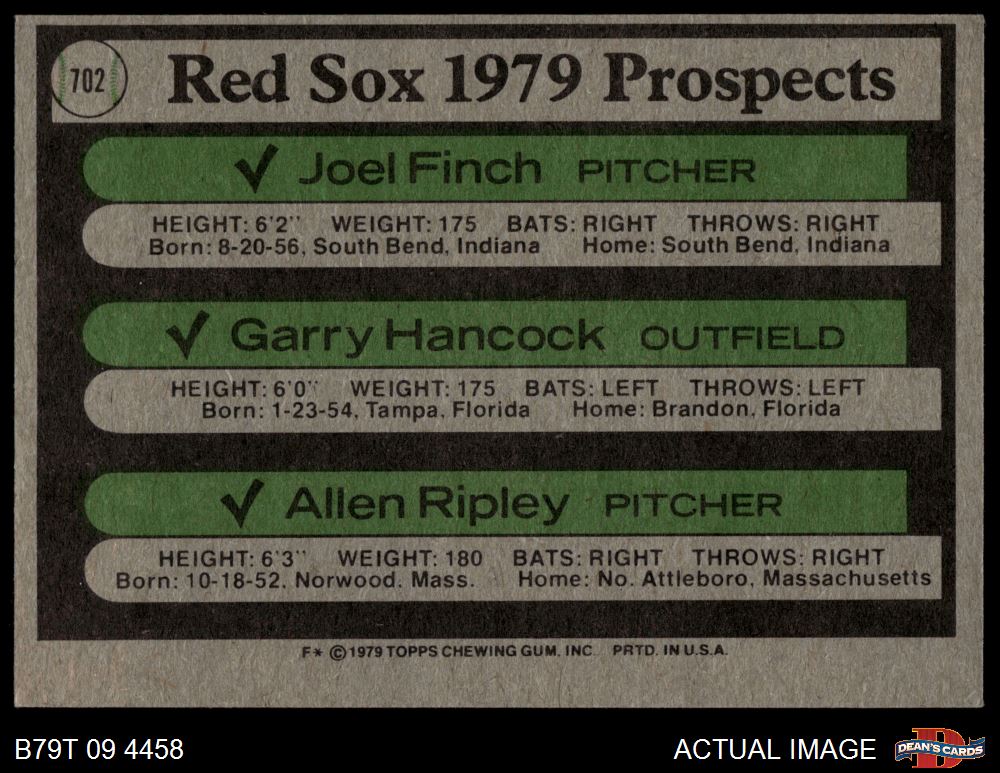 702
Red Sox 1979 Prospects
✓ Joel Finch PITCHER
HEIGHT: 6'2" WEIGHT: 175 BATS: RIGHT THROWS: RIGHT
Born: 8-20-56, South Bend, Indiana Home: South Bend, Indiana
✓ Garry Hancock OUTFIELD
HEIGHT: 6'0" WEIGHT: 175 BATS: LEFT THROWS: LEFT
Born: 1-23-54, Tampa, Florida Home: Brandon, Florida
✓ Allen Ripley PITCHER
HEIGHT: 6'3" WEIGHT: 180 BATS: RIGHT THROWS: RIGHT
Born: 10-18-52, Norwood, Mass. Home: No. Attleboro, Massachusetts
F* © 1979 TOPPS CHEWING GUM, INC. PRTD. IN U.S.A.
B79T 09 4458
ACTUAL IMAGE
D
DEAN'S CARDS